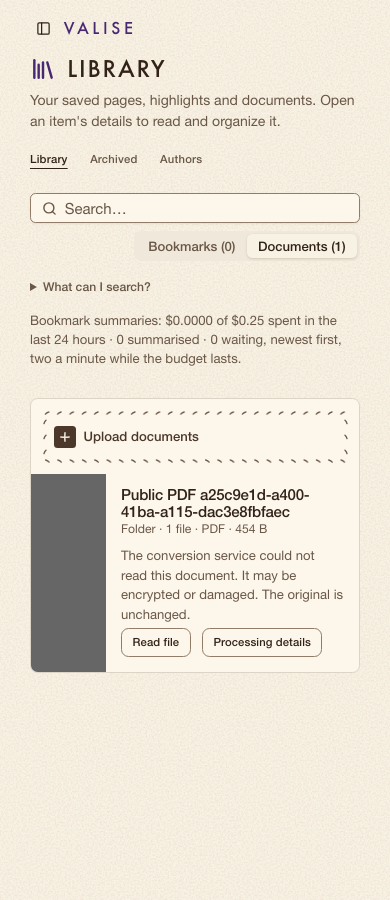 VALISE
LIBRARY
Your saved pages, highlights and documents. Open
an item's details to read and organize it.
Library Archived Authors
Search…
Bookmarks (0) Documents (1)
What can I search?
Bookmark summaries: $0.0000 of $0.25 spent in the
last 24 hours · 0 summarised · 0 waiting, newest first,
two a minute while the budget lasts.
Upload documents
Public PDF a25c9e1d-a400-
41ba-a115-dac3e8fbfaec
Folder · 1 file · PDF · 454 B
The conversion service could not
read this document. It may be
encrypted or damaged. The original is
unchanged.
Read file Processing details